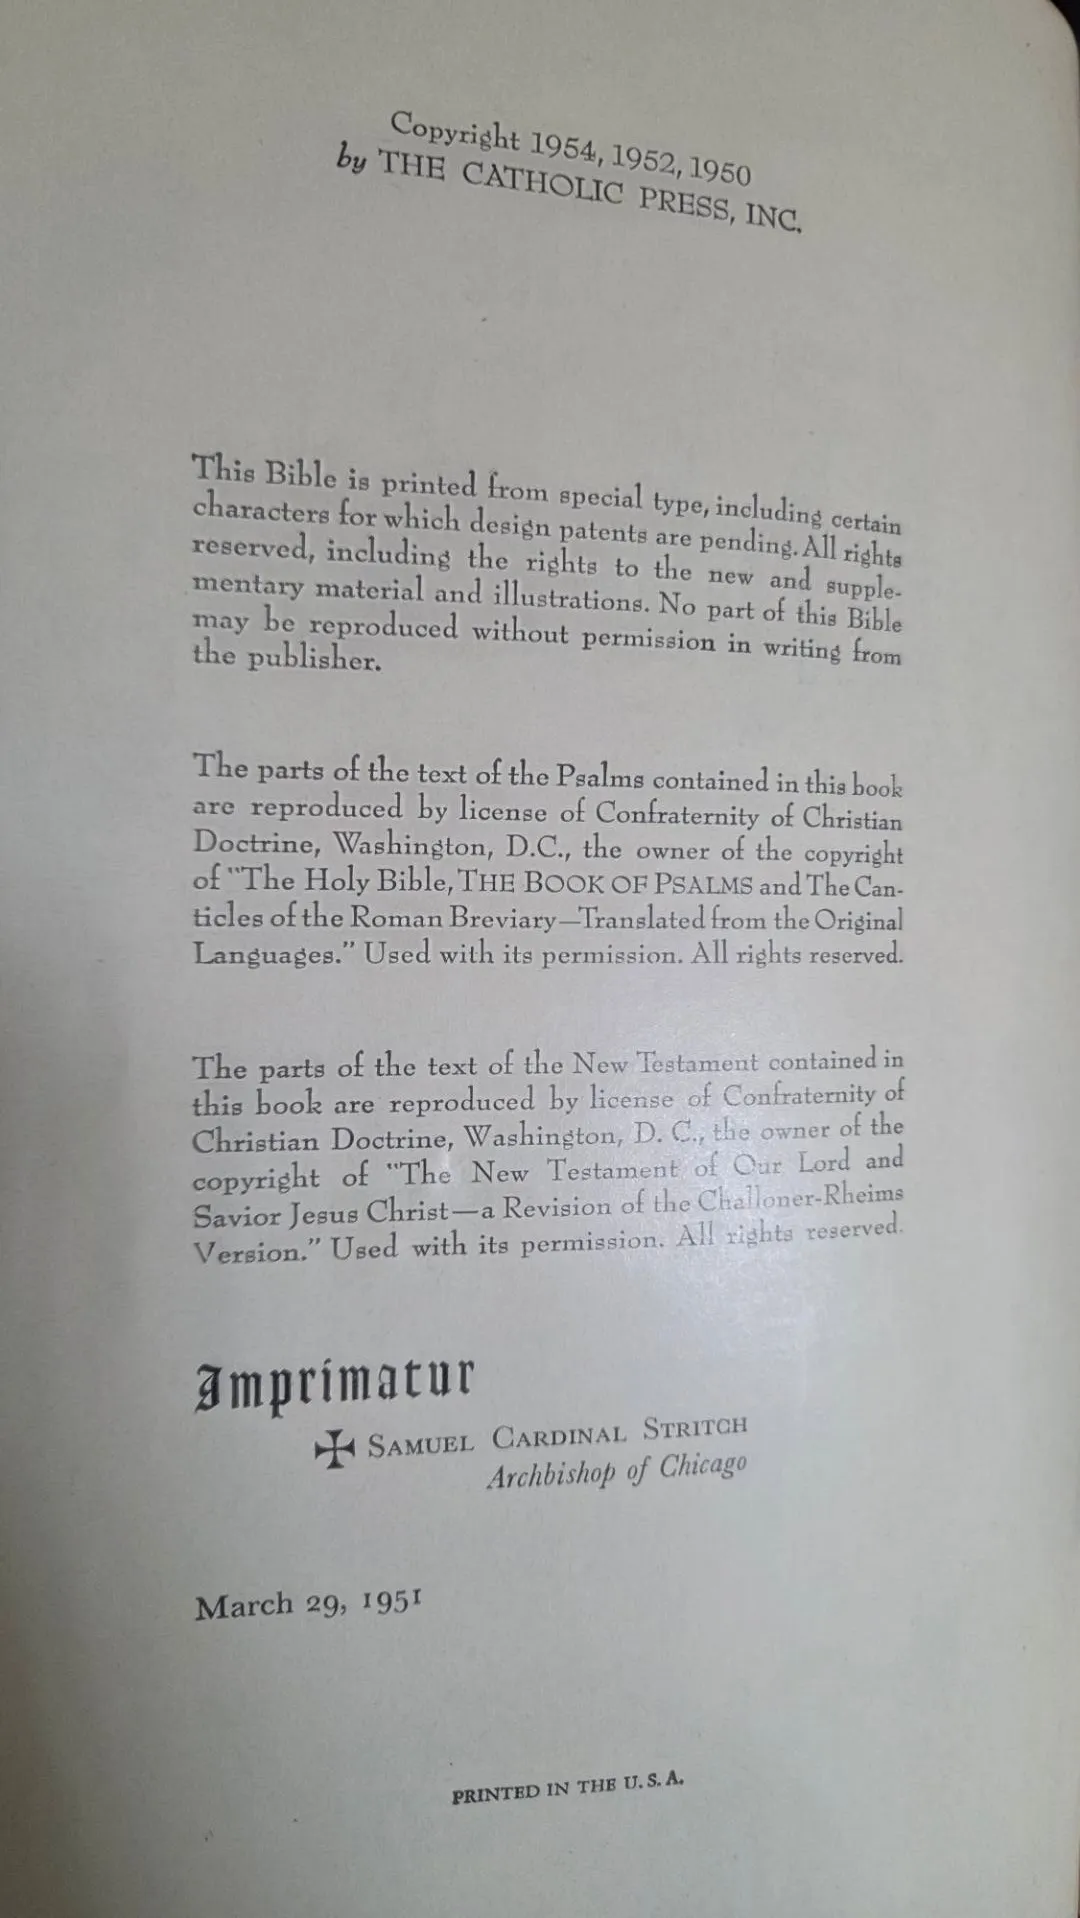 Copyright 1954, 1952, 1950
by THE CATHOLIC PRESS, INC.
This Bible is printed from special type, including certain
characters for which design patents are pending. All rights
reserved, including the rights to the new and supple-
mentary material and illustrations. No part of this Bible
may be reproduced without permission in writing from
the publisher.
The parts of the text of the Psalms contained in this book
are reproduced by license of Confraternity of Christian
Doctrine, Washington, D.C., the owner of the copyright
of "The Holy Bible, THE BOOK OF PSALMS and The Can-
ticles of the Roman Breviary—Translated from the Original
Languages." Used with its permission. All rights reserved.
The parts of the text of the New Testament contained in
this book are reproduced by license of Confraternity of
Christian Doctrine, Washington, D. C., the owner of the
copyright of "The New Testament of Our Lord and
Savior Jesus Christ—a Revision of the Challoner-Rheims
Version." Used with its permission. All rights reserved.
Imprimatur
✠ SAMUEL CARDINAL STRITCH
Archbishop of Chicago
March 29, 1951
PRINTED IN THE U. S. A.